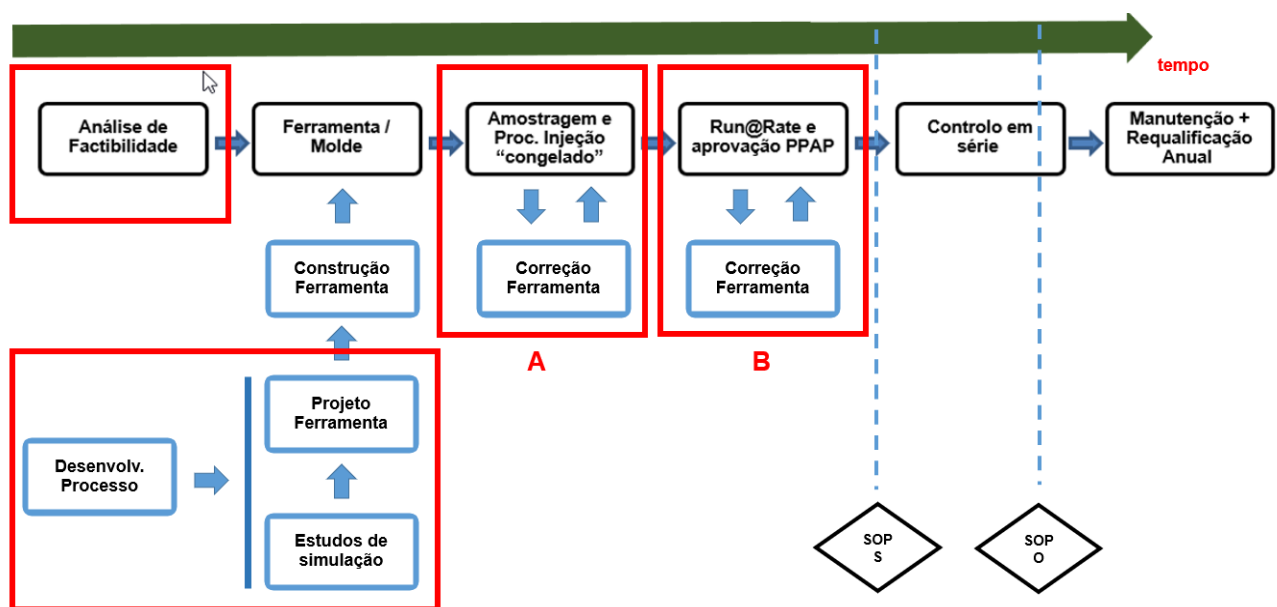 tempo
Análise de
Factibilidade
Ferramenta /
Molde
Amostragem e
Proc. Injeção
“congelado”
Run@Rate e
aprovação PPAP
Controlo em
série
Manutenção +
Requalificação
Anual
Construção
Ferramenta
Correção
Ferramenta
Correção
Ferramenta
A
B
Desenvolv.
Processo
Projeto
Ferramenta
Estudos de
simulação
SOP
S
SOP
O